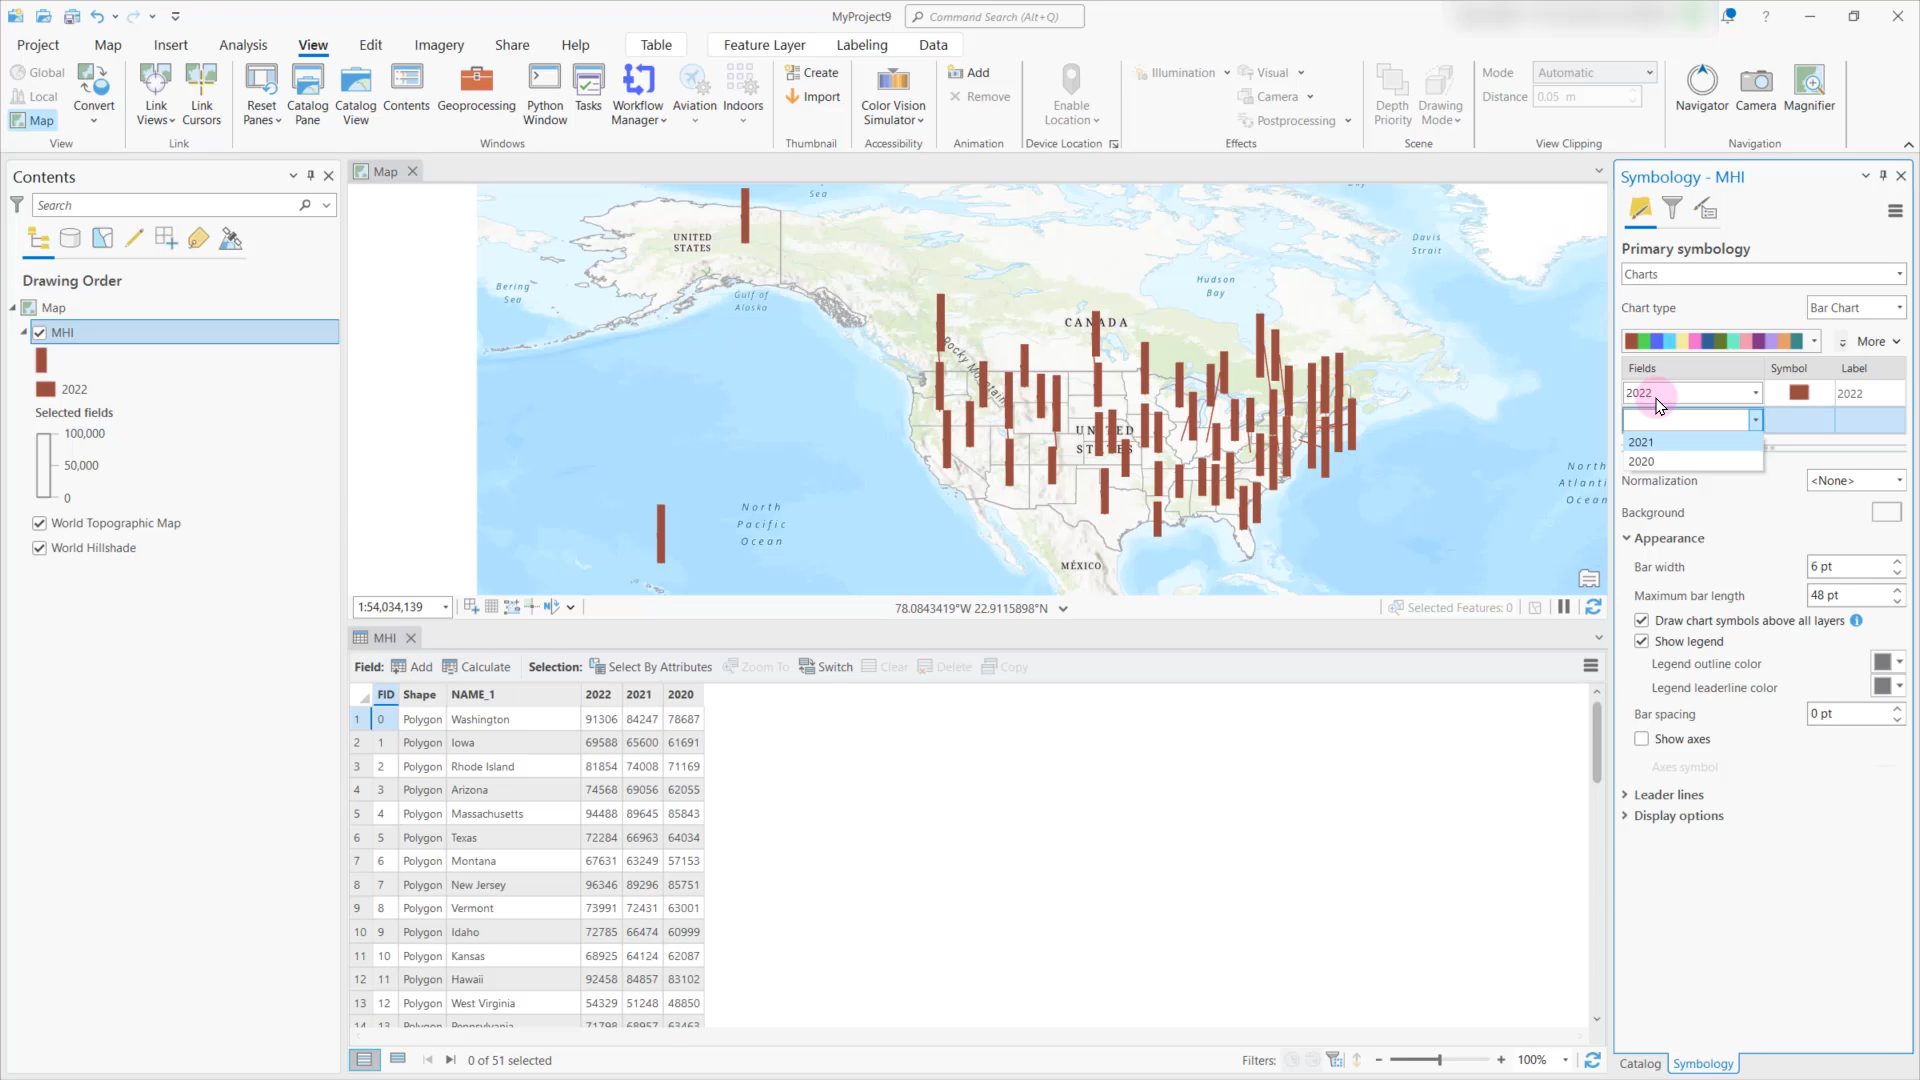 MyProject9
Command Search (Alt+Q)
?
Project Map Insert Analysis View Edit Imagery Share Help Table Feature Layer Labeling Data
Global
Local
Map
Convert
Link Views
Link Cursors
Reset Panes
Catalog Pane
Catalog View
Contents
Geoprocessing
Python Window
Tasks
Workflow Manager
Aviation
Indoors
Create
Import
Color Vision Simulator
Add
Remove
Enable Location
Illumination
Visual
Camera
Postprocessing
Depth Priority
Drawing Mode
Mode Automatic
Distance 0.05 m
Navigator
Camera
Magnifier
View Link Windows Thumbnail Accessibility Animation Device Location Effects Scene View Clipping Navigation
Contents
Search
Drawing Order
Map
MHI
2022
Selected fields
100,000
50,000
0
World Topographic Map
World Hillshade
Map
Sea
UNITED
STATES
Bering
Sea
Gulf of
Alaska
Davis
Strait
Hudson
Bay
CANADA
Rocky Mountains
UNITED
STATES
North
Pacific
Ocean
North
Atlantic
Ocean
MÉXICO
1:54,034,139
78.0843419°W 22.9115898°N
Selected Features: 0
MHI
Field: Add Calculate Selection: Select By Attributes Zoom To Switch Clear Delete Copy
FID Shape NAME_1 2022 2021 2020
1 0 Polygon Washington 91306 84247 78687
2 1 Polygon Iowa 69588 65600 61691
3 2 Polygon Rhode Island 81854 74008 71169
4 3 Polygon Arizona 74568 69056 62055
5 4 Polygon Massachusetts 94488 89645 85843
6 5 Polygon Texas 72284 66963 64034
7 6 Polygon Montana 67631 63249 57153
8 7 Polygon New Jersey 96346 89296 85751
9 8 Polygon Vermont 73991 72431 63001
10 9 Polygon Idaho 72785 66474 60999
11 10 Polygon Kansas 68925 64124 62087
12 11 Polygon Hawaii 92458 84857 83102
13 12 Polygon West Virginia 54329 51248 48850
14 13 Polygon Pennsylvania 71798 68957 63463
0 of 51 selected
Filters:
100%
Symbology - MHI
Primary symbology
Charts
Chart type Bar Chart
More
Fields Symbol Label
2022 2022
2021
2020
Normalization <None>
Background
Appearance
Bar width 6 pt
Maximum bar length 48 pt
Draw chart symbols above all layers
Show legend
Legend outline color
Legend leaderline color
Bar spacing 0 pt
Show axes
Axes symbol
Leader lines
Display options
Catalog Symbology